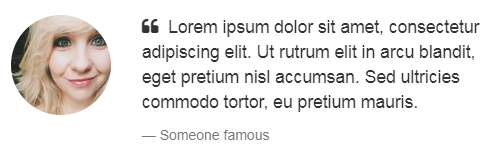 ❝ Lorem ipsum dolor sit amet, consectetur
adipiscing elit. Ut rutrum elit in arcu blandit,
eget pretium nisl accumsan. Sed ultricies
commodo tortor, eu pretium mauris.
— Someone famous